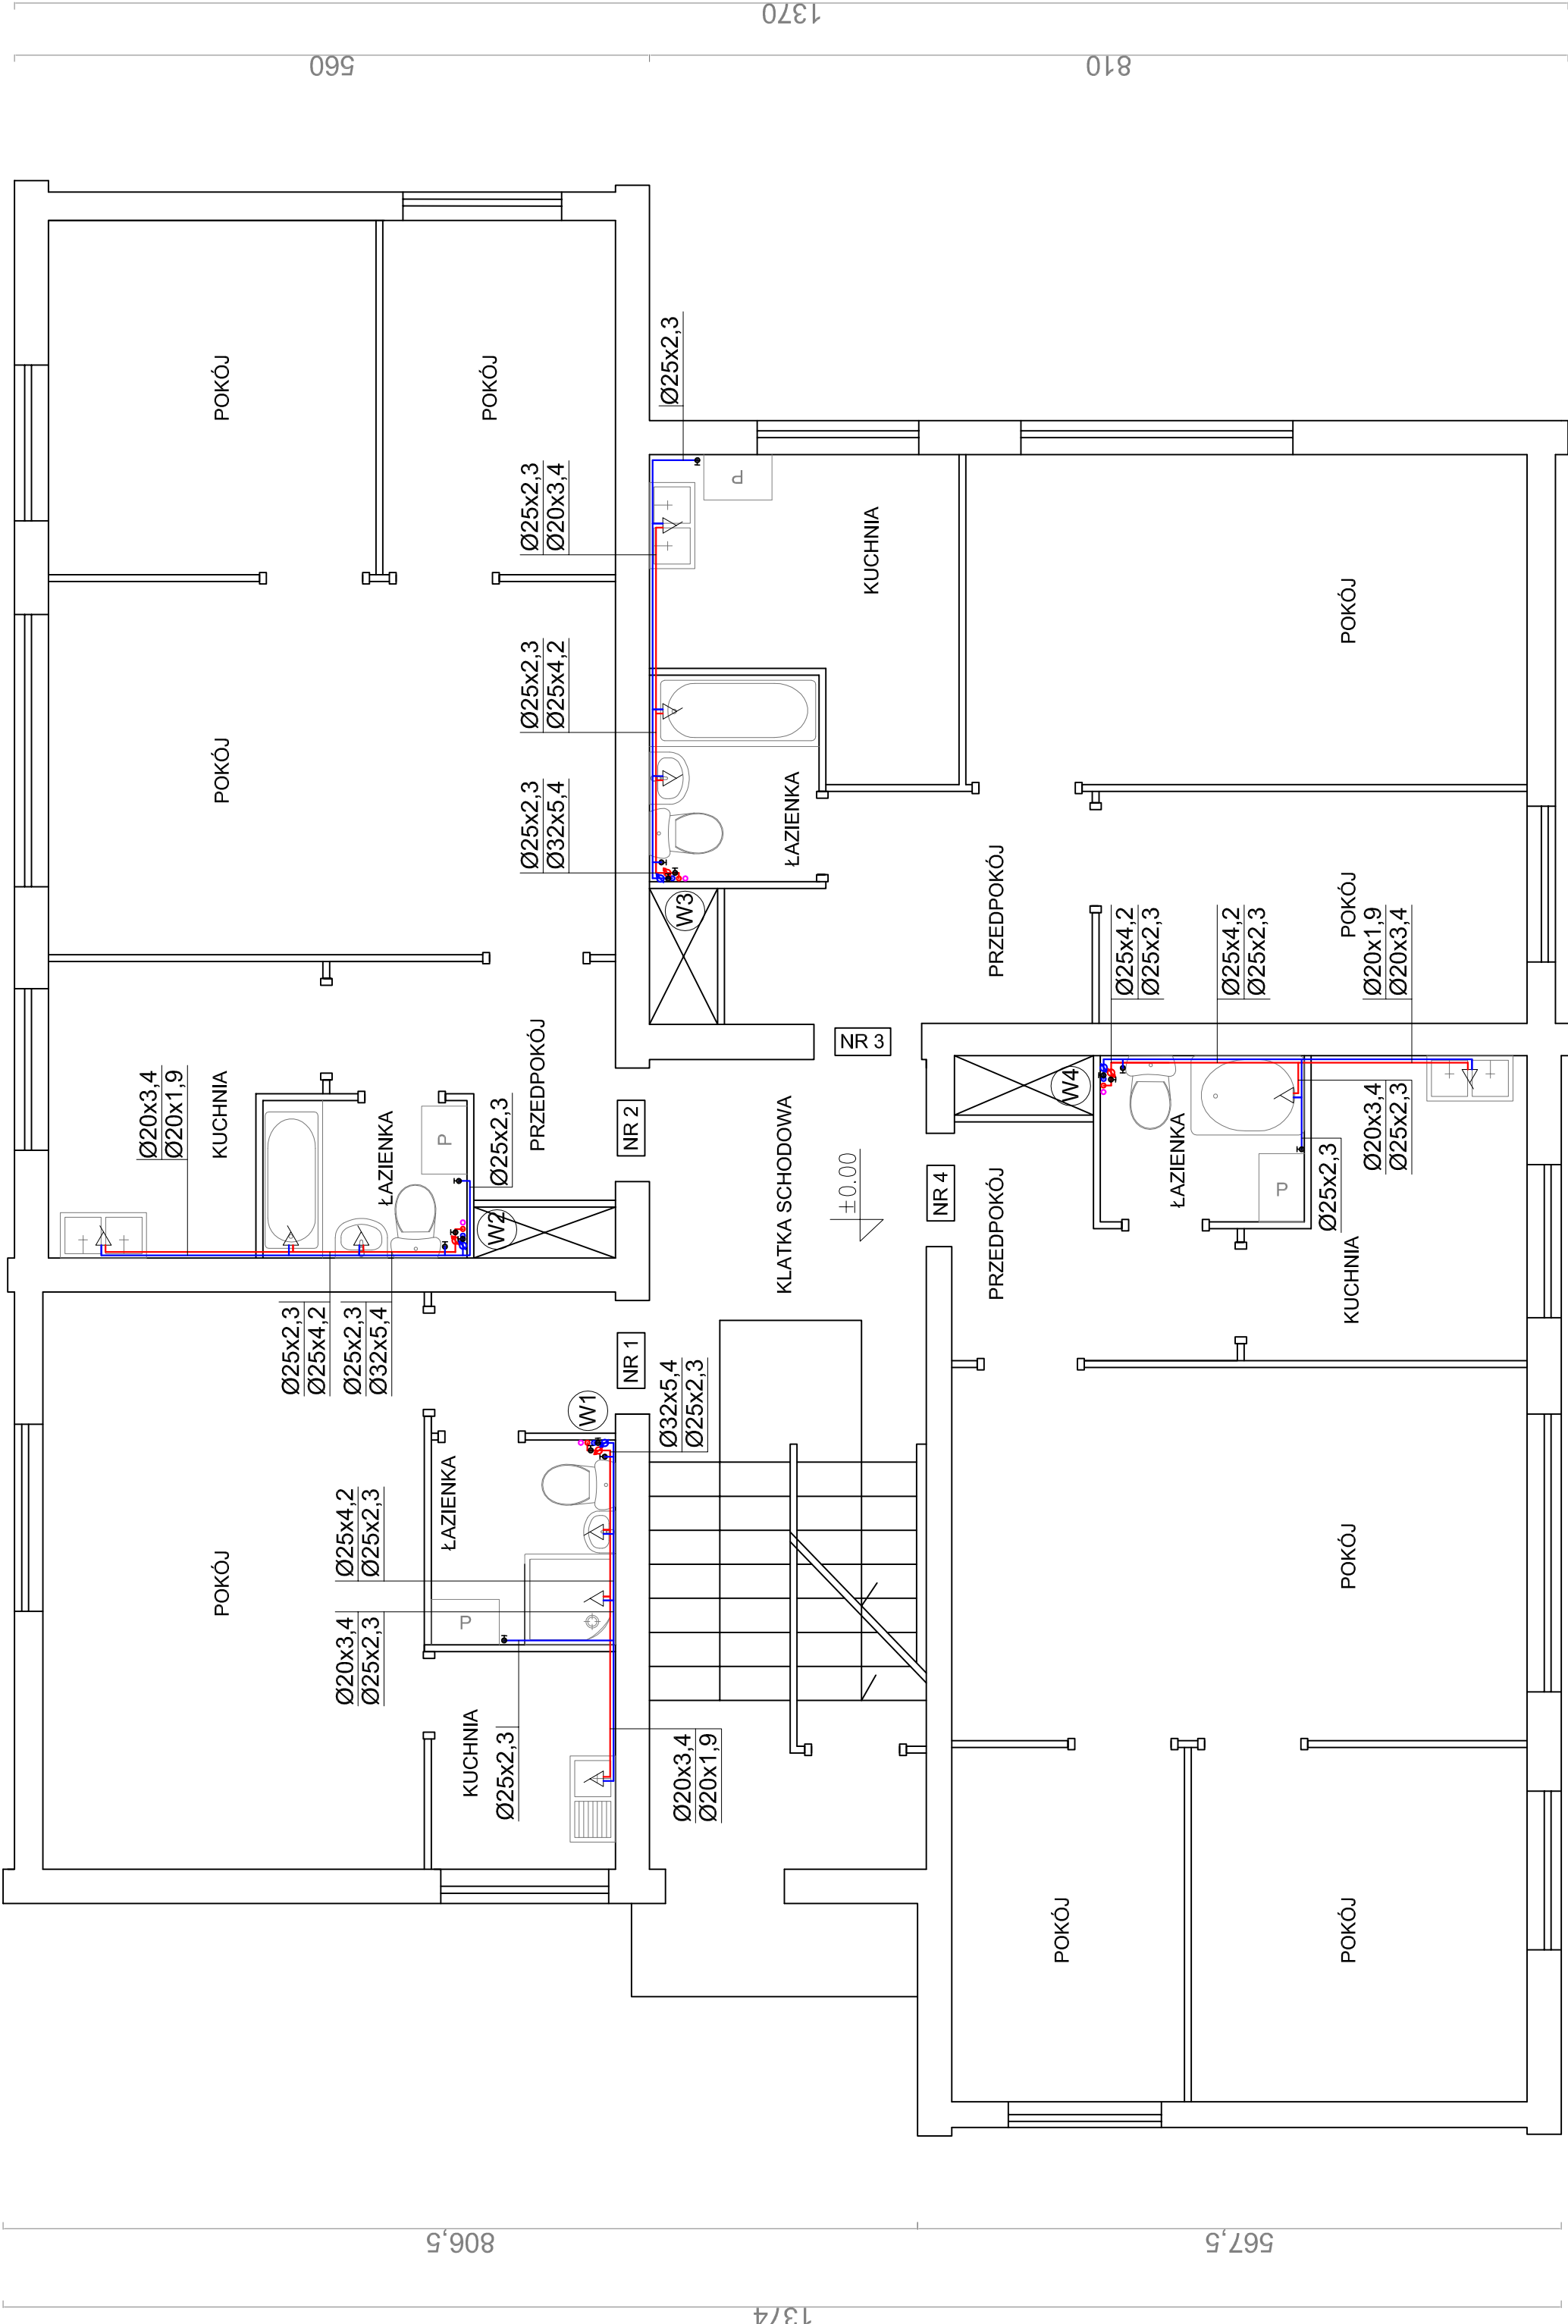 1370
560
810
POKÓJ
POKÓJ
Ø25x2,3
Ø25x2,3
Ø20x3,4
P
KUCHNIA
POKÓJ
POKÓJ
Ø25x2,3
Ø25x4,2
Ø25x2,3
Ø32x5,4
ŁAZIENKA
W3
PRZEDPOKÓJ
POKÓJ
Ø25x4,2
Ø25x2,3
Ø25x4,2
Ø25x2,3
Ø20x1,9
Ø20x3,4
NR 3
Ø20x3,4
Ø20x1,9
KUCHNIA
ŁAZIENKA
P
Ø25x2,3
PRZEDPOKÓJ
NR 2
W2
KLATKA SCHODOWA
±0.00
W4
NR 4
PRZEDPOKÓJ
ŁAZIENKA
P
Ø25x2,3
Ø20x3,4
Ø25x2,3
KUCHNIA
Ø25x2,3
Ø25x4,2
Ø25x2,3
Ø32x5,4
NR 1
W1
Ø32x5,4
Ø25x2,3
ŁAZIENKA
POKÓJ
Ø25x4,2
Ø25x2,3
Ø20x3,4
Ø25x2,3
P
KUCHNIA
Ø25x2,3
Ø20x3,4
Ø20x1,9
POKÓJ
POKÓJ
POKÓJ
806,5
567,5
1374